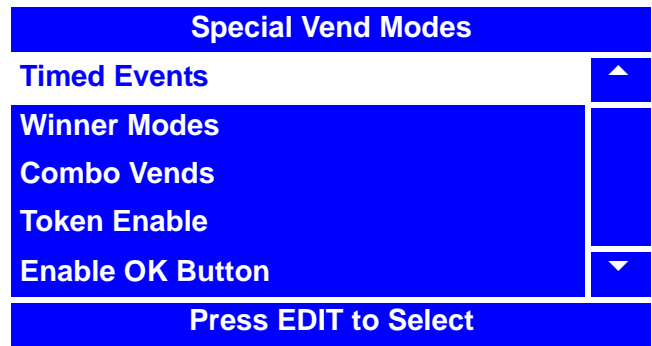 Special Vend Modes
Timed Events
Winner Modes
Combo Vends
Token Enable
Enable OK Button
Press EDIT to Select